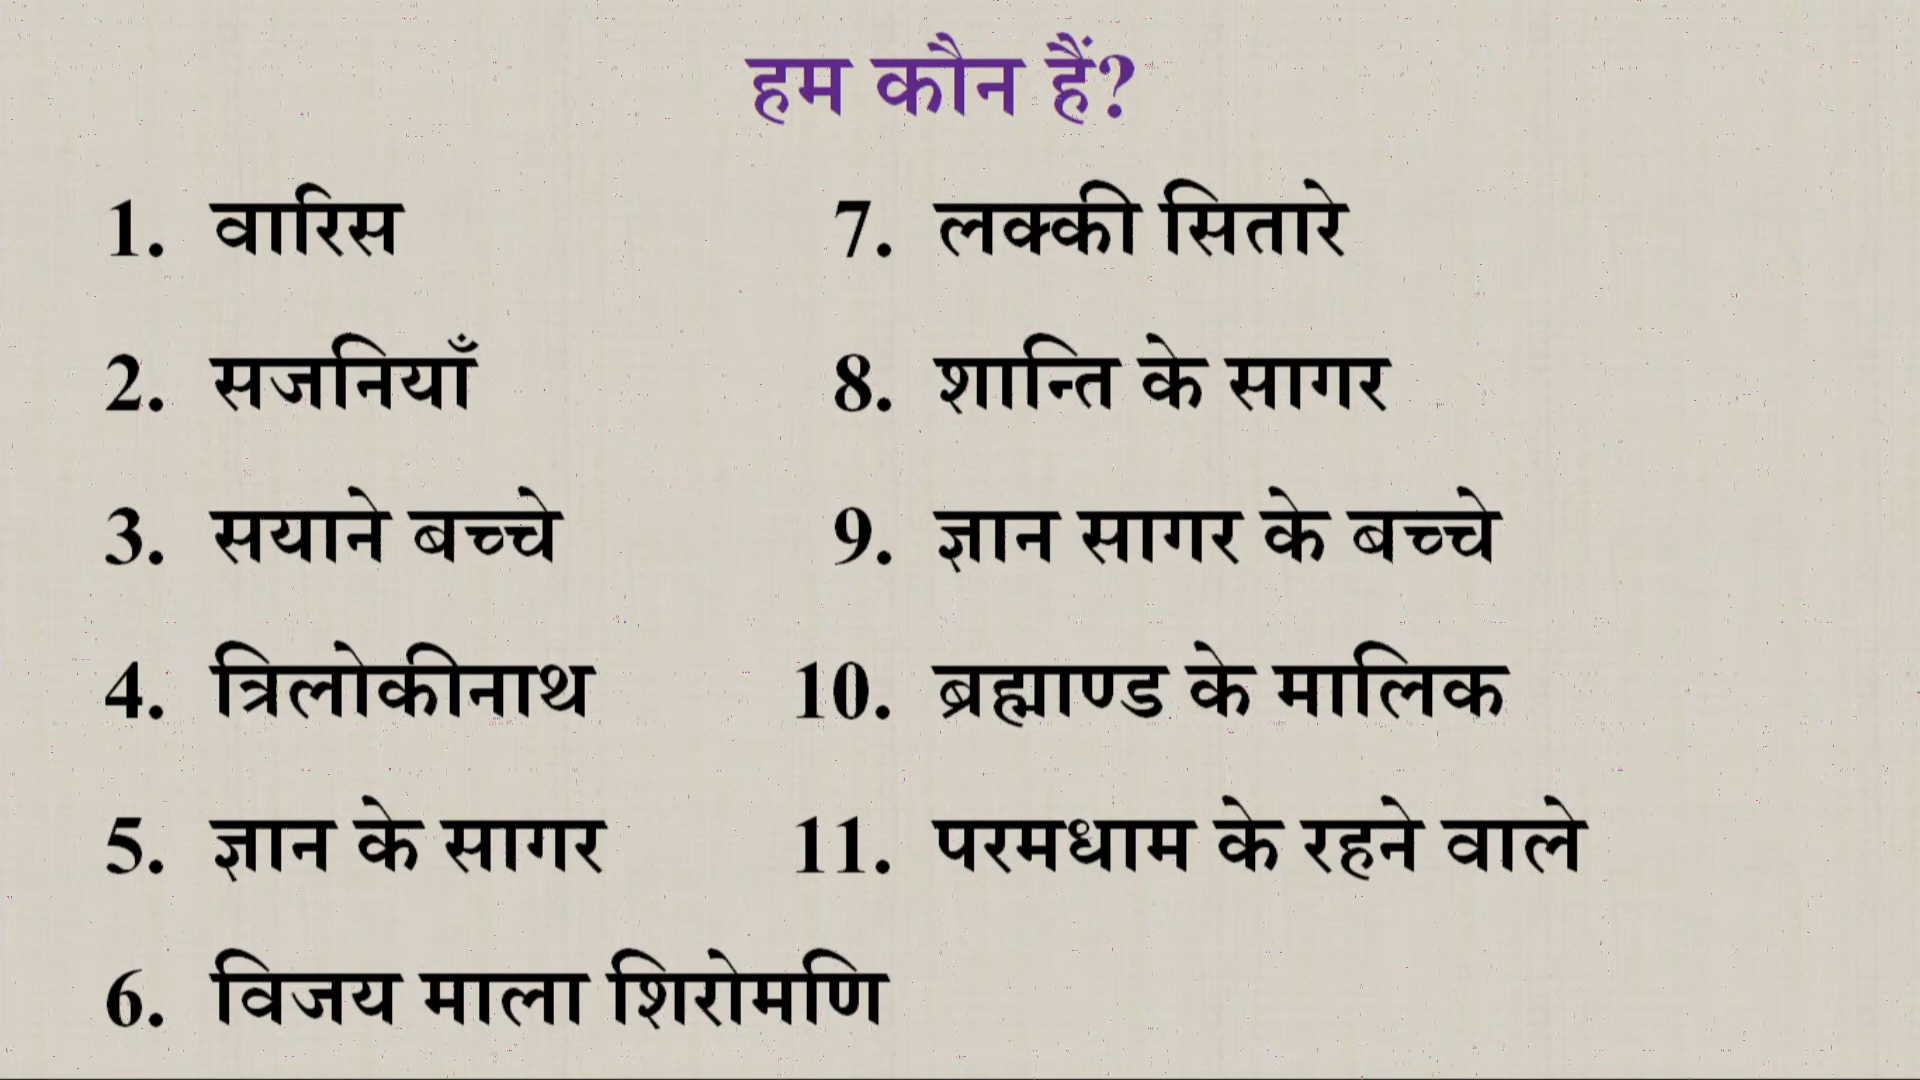 हम कौन हैं?
1. वारिस
2. सजनियाँ
3. सयाने बच्चे
4. त्रिलोकीनाथ
5. ज्ञान के सागर
6. विजय माला शिरोमणि
7. लक्की सितारे
8. शान्ति के सागर
9. ज्ञान सागर के बच्चे
10. ब्रह्माण्ड के मालिक
11. परमधाम के रहने वाले